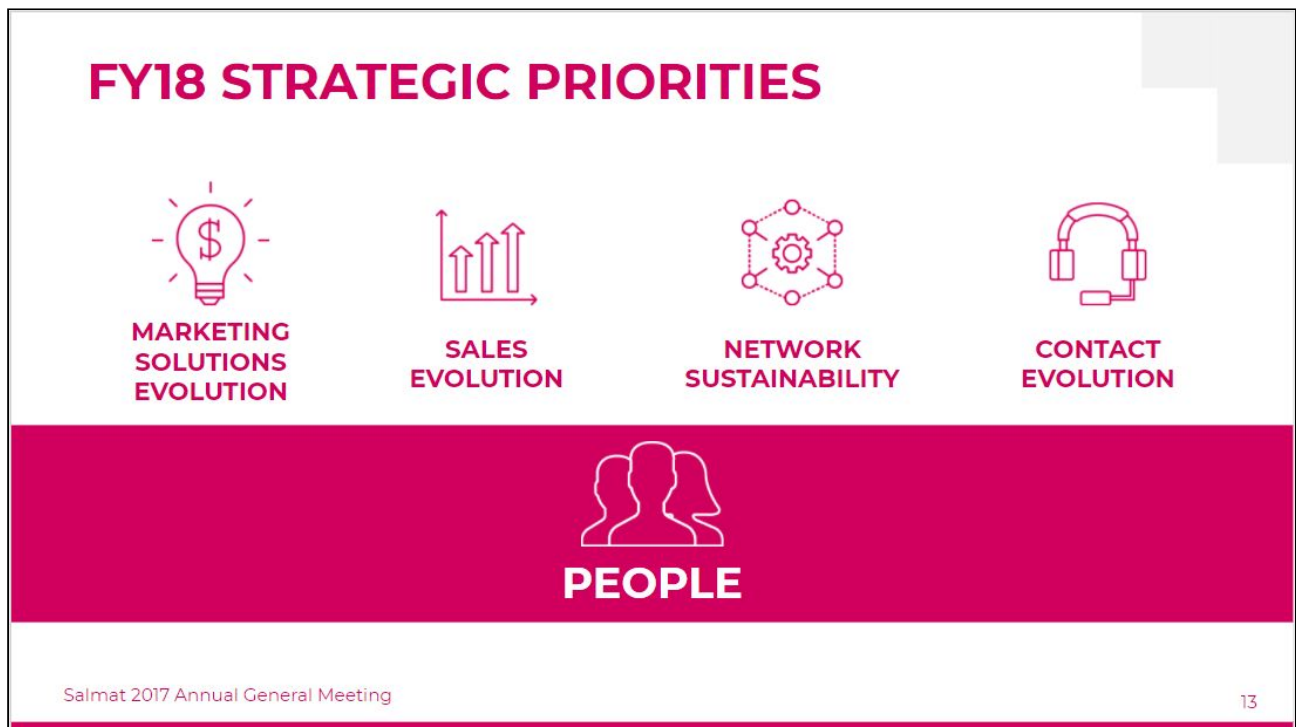 FY18 STRATEGIC PRIORITIES
$
MARKETING
SOLUTIONS
EVOLUTION
SALES
EVOLUTION
NETWORK
SUSTAINABILITY
CONTACT
EVOLUTION
PEOPLE
Salmat 2017 Annual General Meeting
13